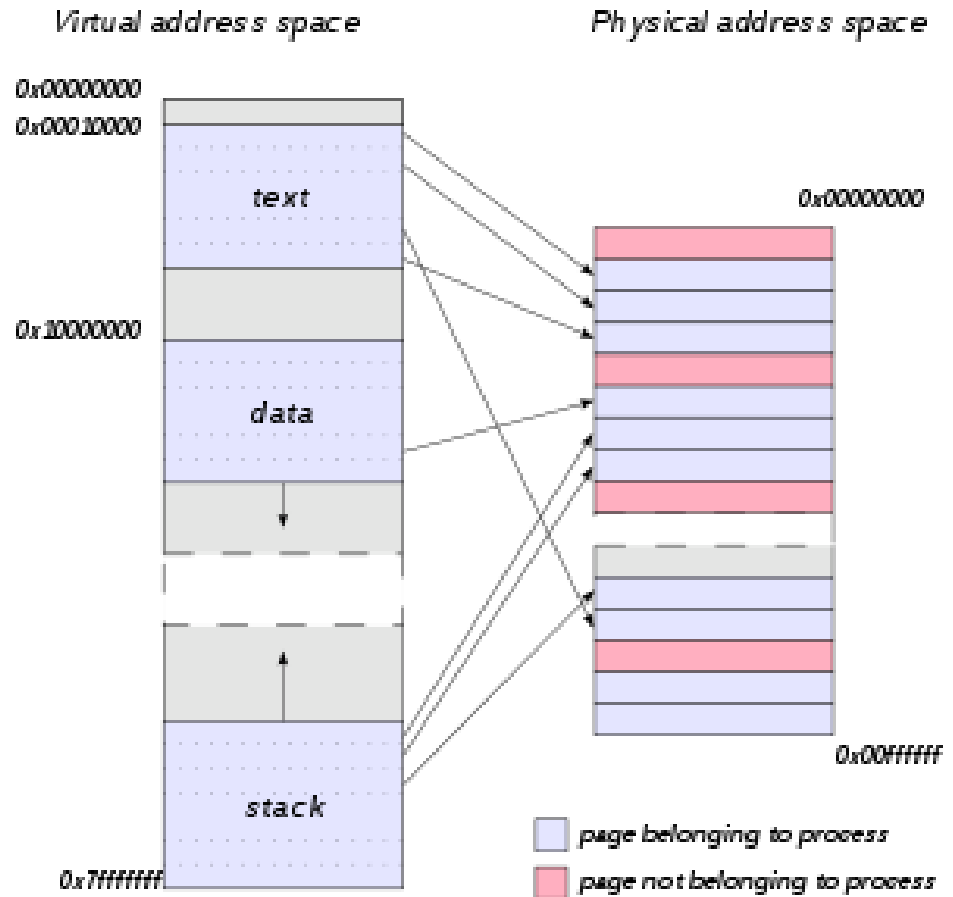 Virtual address space
Physical address space
0x00000000
0x00010000
text
0x00000000
0x10000000
data
stack
0x7fffffff
0x00ffffff
page belonging to process
page not belonging to process